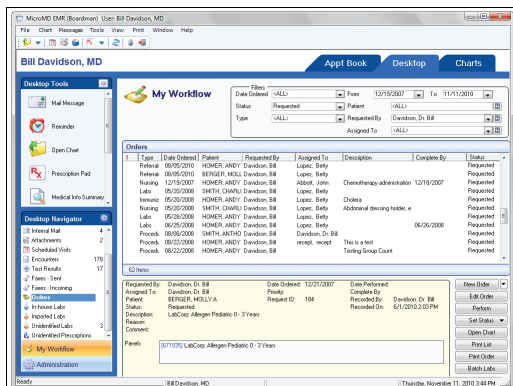 MicroMD EMR (Boardman) User: Bill Davidson, MD
File Chart Messages Tools View Print Window Help
Bill Davidson, MD
Appt Book Desktop Charts
Desktop Tools
Mail Message
Reminder
Open Chart
Prescription Pad
Medical Info Summary
My Workflow
Filters
Date Ordered <ALL> From 12/19/2007 To 11/11/2010
Status Requested Patient <ALL>
Type <ALL> Requested By Davidson, Dr. Bill
Assigned To <ALL>
Orders
! Type Date Ordered Patient Requested By Assigned To Description Complete By Status
Referral 08/05/2010 HOMER, ANDY Davidson, Bill Lopez, Betty Requested
Referral 08/05/2010 BERGER, MOLL Davidson, Bill Lopez, Betty Requested
Nursing 12/19/2007 HOMER, ANDY Davidson, Bill Abbott, John Chemotherapy administration 12/18/2007 Requested
Labs 05/20/2008 SMITH, CHARLI Davidson, Bill Lopez, Betty Requested
Immuniz 05/20/2008 SMITH, CHARLI Davidson, Bill Lopez, Betty Cholera Requested
Nursing 05/20/2008 SMITH, CHARLI Davidson, Bill Lopez, Betty Abdominal dressing holder, e Requested
Labs 05/28/2008 HOMER, ANDY Davidson, Bill Lopez, Betty Requested
Labs 06/25/2008 HOMER, ANDY Davidson, Bill Lopez, Betty 06/26/2008 Requested
Procedu 08/08/2008 SMITH, ANTHO Davidson, Bill Davidson, Dr. Bill Requested
Procedu 08/22/2008 HOMER, ANDY Davidson, Bill recept, recept This is a test Requested
Procedu 08/22/2008 HOMER, ANDY Davidson, Bill Testing Group Count Requested
62 Items
Desktop Navigator
Internal Mail 4
Attachments 2
Scheduled Visits
Encounters 178
Test Results 17
Faxes - Sent
Faxes - Incoming
Orders
In-house Labs
Imported Labs
Unidentified Labs 3
Unidentified Prescriptions
My Workflow
Administration
Requested By: Davidson, Dr. Bill Date Ordered: 12/21/2007 Date Performed:
Assigned To: Davidson, Dr. Bill Priority: Complete By:
Patient: BERGER, MOLLY A Request ID: 184 Recorded By: Davidson, Dr. Bill
Status: Requested Recorded On: 6/1/2010 2:03 PM
Description: LabCorp: Allergen Pediatric 0 - 3 Years
Reason:
Comment:
Panels [671935] LabCorp: Allergen Pediatric 0 - 3 Years
New Order
Edit Order
Perform
Set Status
Open Chart
Print List
Print Order
Batch Labs
Ready Bill Davidson, MD Thursday, November 11, 2010 3:44 PM